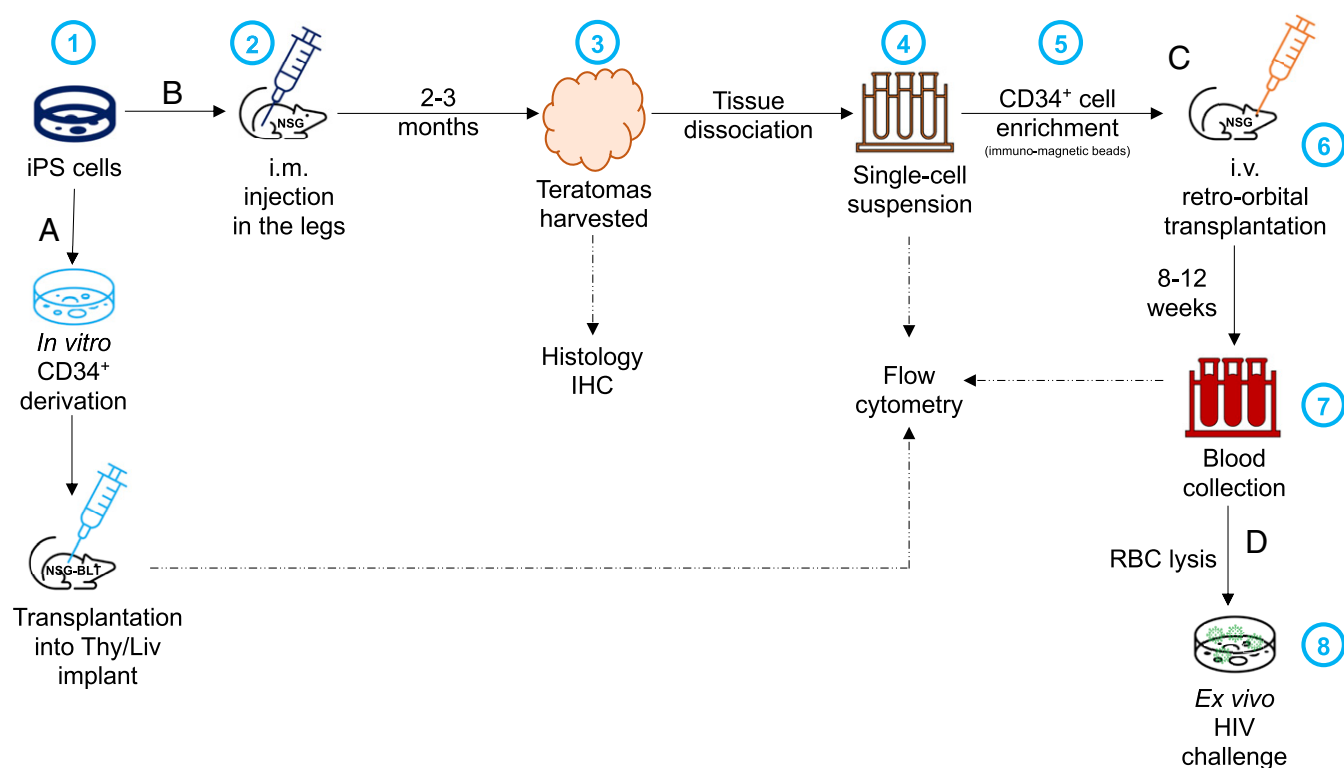 1
2
3
4
5
6
7
8
iPS cells
B
NSG
i.m.
injection
in the legs
2-3
months
Teratomas
harvested
Tissue
dissociation
Single-cell
suspension
CD34⁺ cell
enrichment
(immuno-magnetic beads)
C
NSG
i.v.
retro-orbital
transplantation
A
In vitro
CD34⁺
derivation
NSG-BLT
Transplantation
into Thy/Liv
implant
Histology
IHC
Flow
cytometry
8-12
weeks
Blood
collection
RBC lysis
D
Ex vivo
HIV
challenge